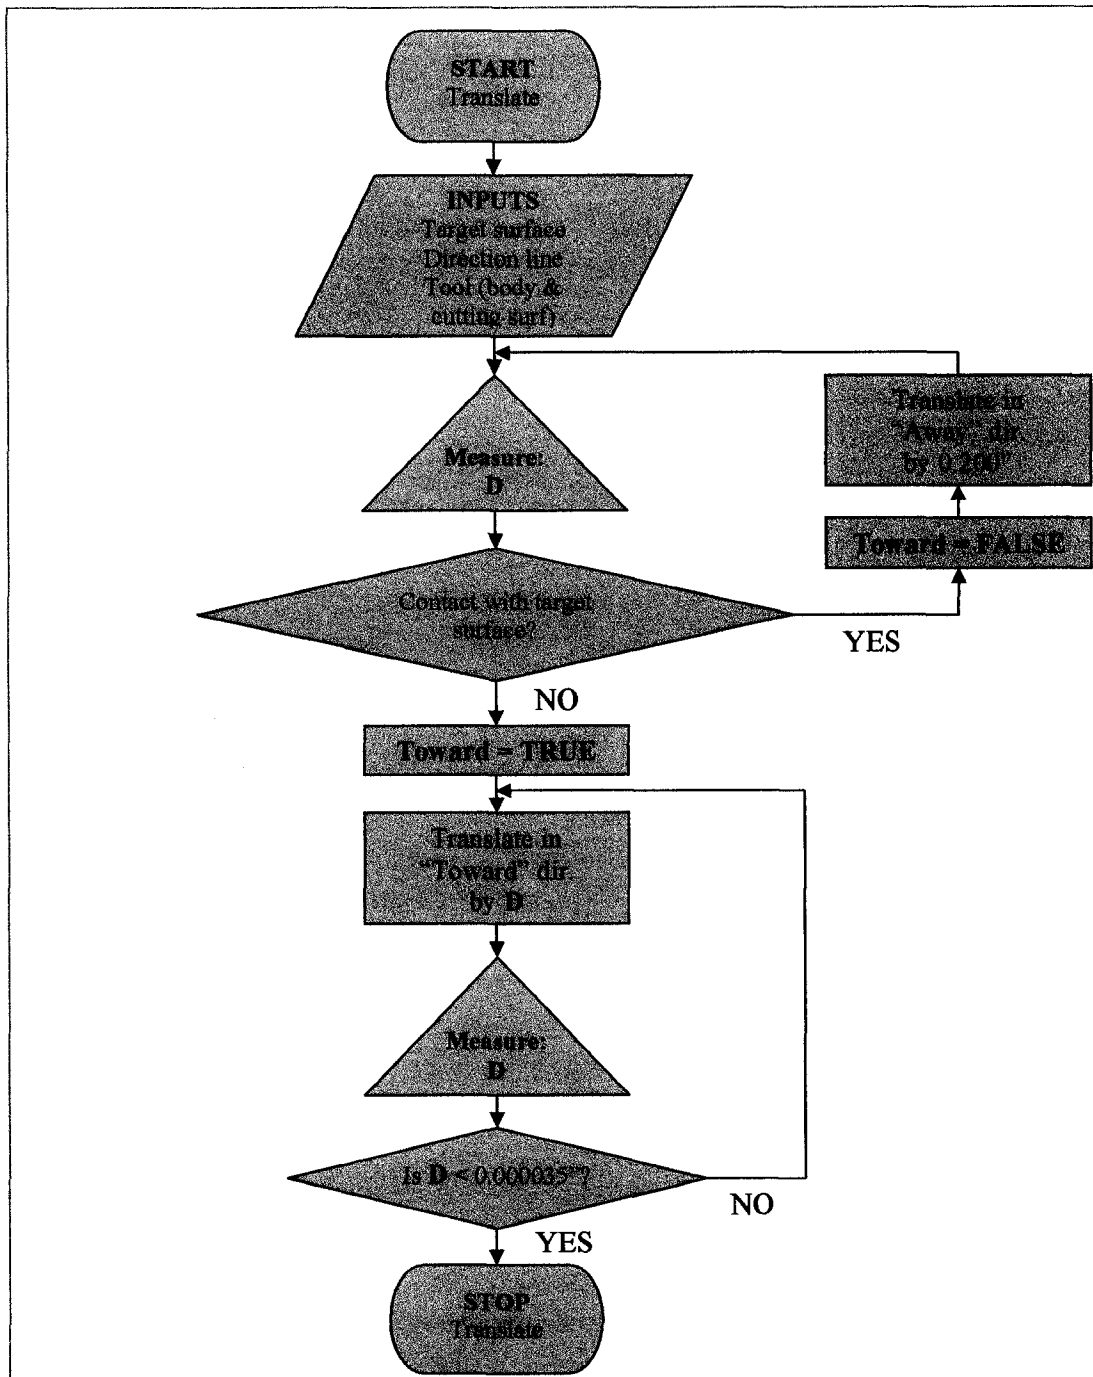 START
Translate
INPUTS
Target surface
Direction line
Tool (body &
cutting surf)
Measure:
D
Contact with target
surface?
YES
Toward = FALSE
Translate in
“Away” dir.
by 0.200”
NO
Toward = TRUE
Translate in
“Toward” dir.
by D
Measure:
D
Is D < 0.000035”?
NO
YES
STOP
Translate